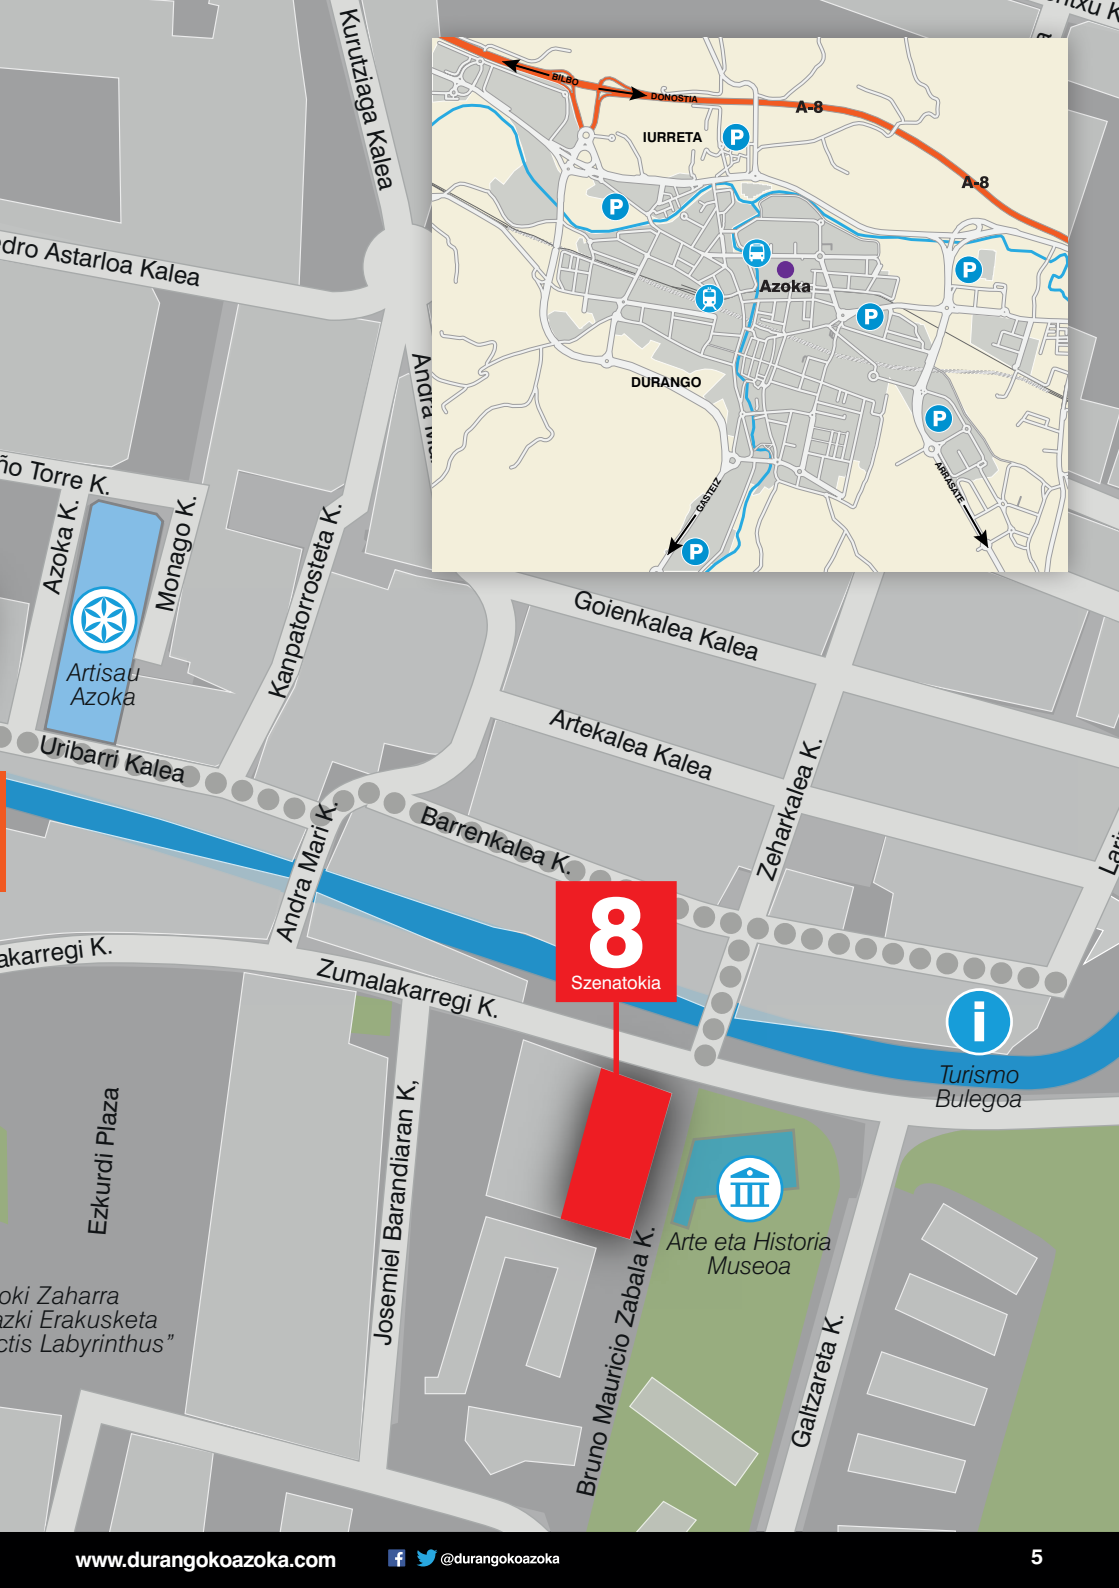 Kurutziaga Kalea
BILBO
DONOSTIA
A-8
IURRETA
P
A-8
P
P
Azoka
P
DURANGO
P
ARRASATE
GASTEIZ
P
dro Astarloa Kalea
Andra Ma
ño Torre K.
Azoka K.
Monago K.
Kanpatorrosteta K.
Artisau
Azoka
Goienkalea Kalea
Artekalea Kalea
Uribarri Kalea
Zeharkalea K.
Barrenkalea K.
Andra Mari K.
Lari
8
Szenatokia
akarregi K.
Zumalakarregi K.
i
Turismo
Bulegoa
Ezkurdi Plaza
Josemiel Barandiaran K,
Arte eta Historia
Museoa
Bruno Mauricio Zabala K.
Galtzareta K.
oki Zaharra
azki Erakusketa
ctis Labyrinthus”
www.durangokoazoka.com
@durangokoazoka
5